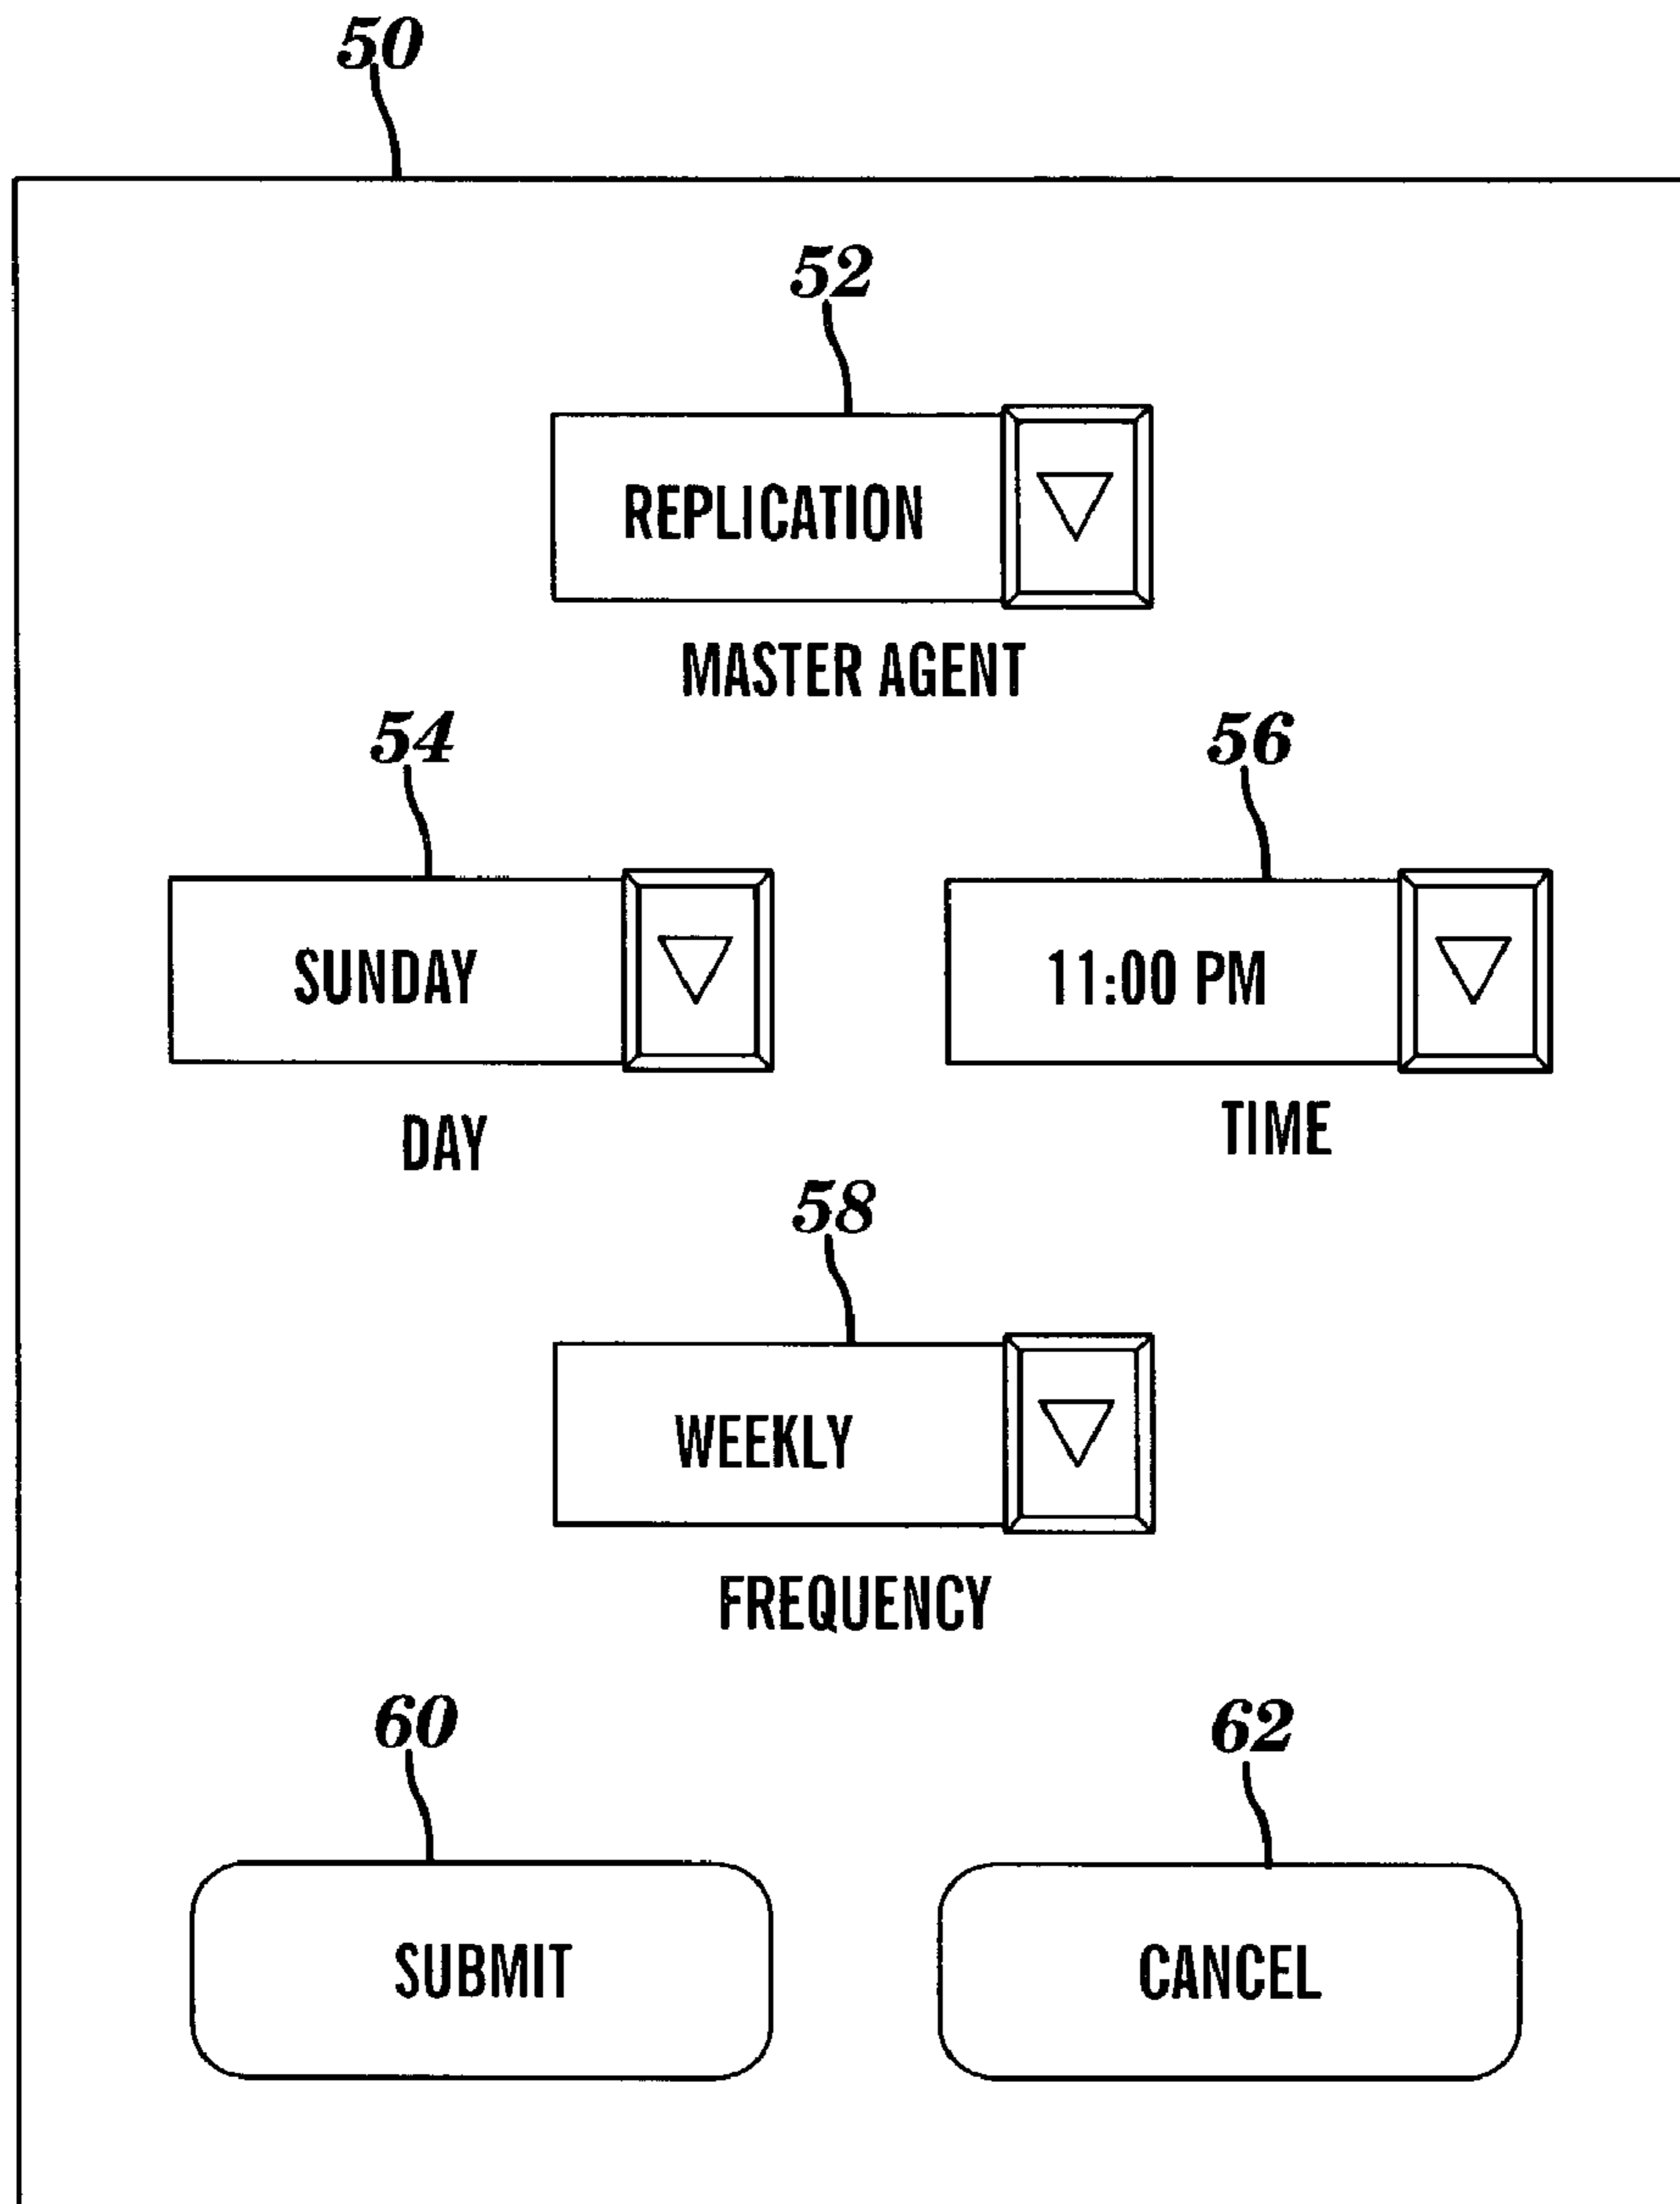 50
52
REPLICATION
MASTER AGENT
54
56
SUNDAY
11:00 PM
DAY
TIME
58
WEEKLY
FREQUENCY
60
62
SUBMIT
CANCEL